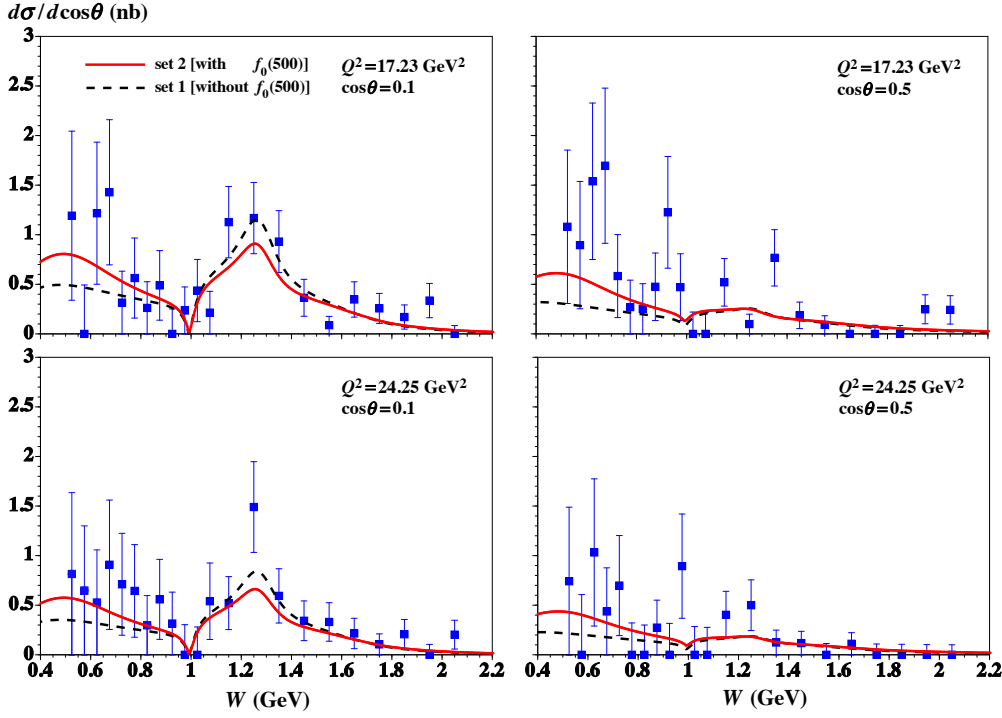 dσ/dcosθ (nb)
3
2.5
2
1.5
1
0.5
0
set 2 [with f₀(500)]
set 1 [without f₀(500)]
Q²=17.23 GeV²
cosθ=0.1
Q²=17.23 GeV²
cosθ=0.5
3
2.5
2
1.5
1
0.5
0
Q²=24.25 GeV²
cosθ=0.1
Q²=24.25 GeV²
cosθ=0.5
0.4 0.6 0.8 1 1.2 1.4 1.6 1.8 2 2.2
0.4 0.6 0.8 1 1.2 1.4 1.6 1.8 2 2.2
W (GeV)
W (GeV)